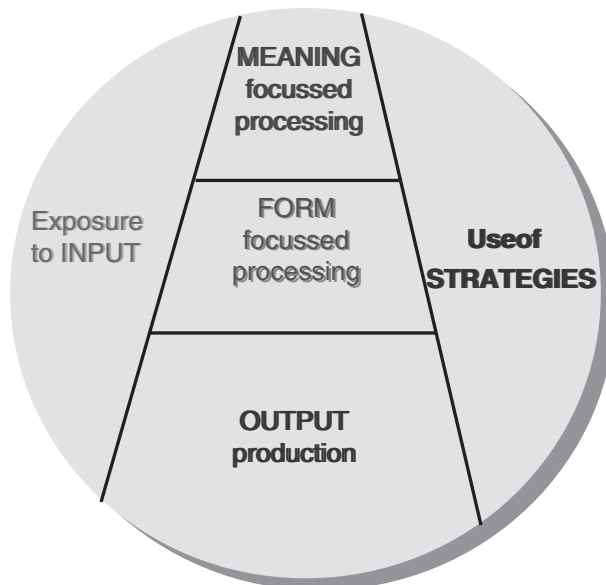 MEANING
focussed
processing
Exposure
to INPUT
FORM
focussed
processing
Useof
STRATEGIES
OUTPUT
production